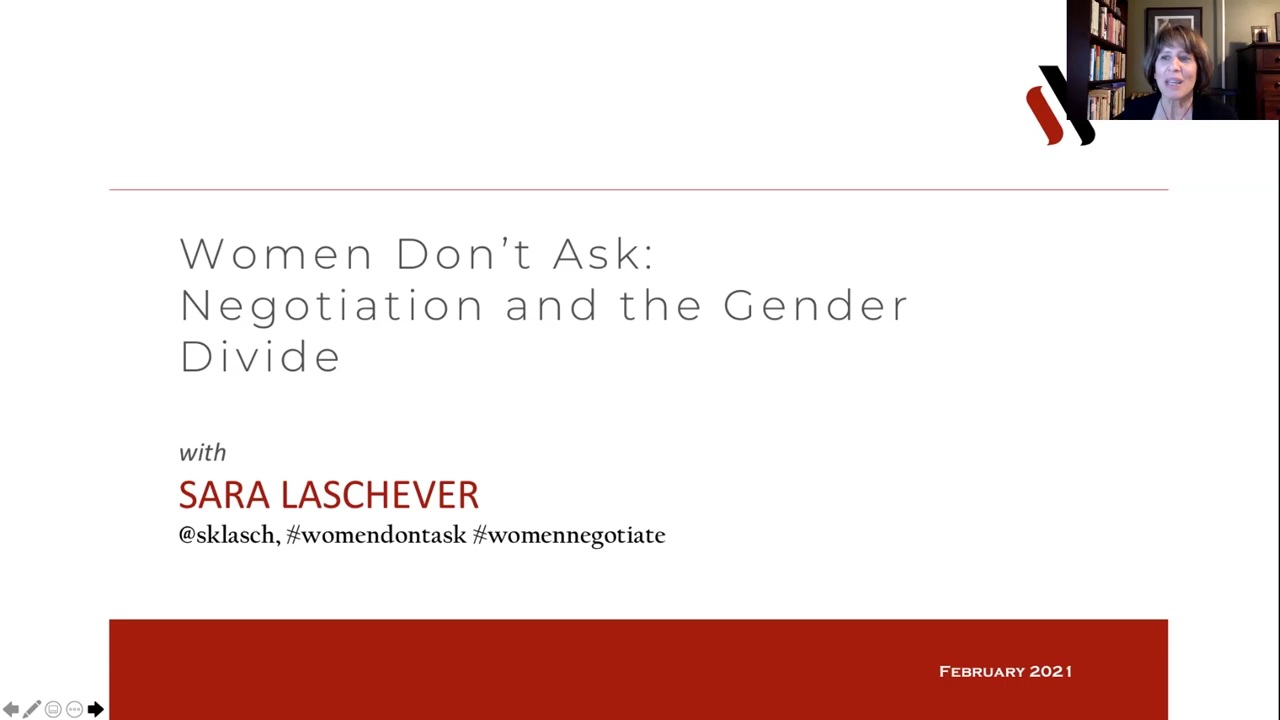 Women Don’t Ask:
Negotiation and the Gender
Divide
with
SARA LASCHEVER
@sklasch, #womendontask #womennegotiate
February 2021